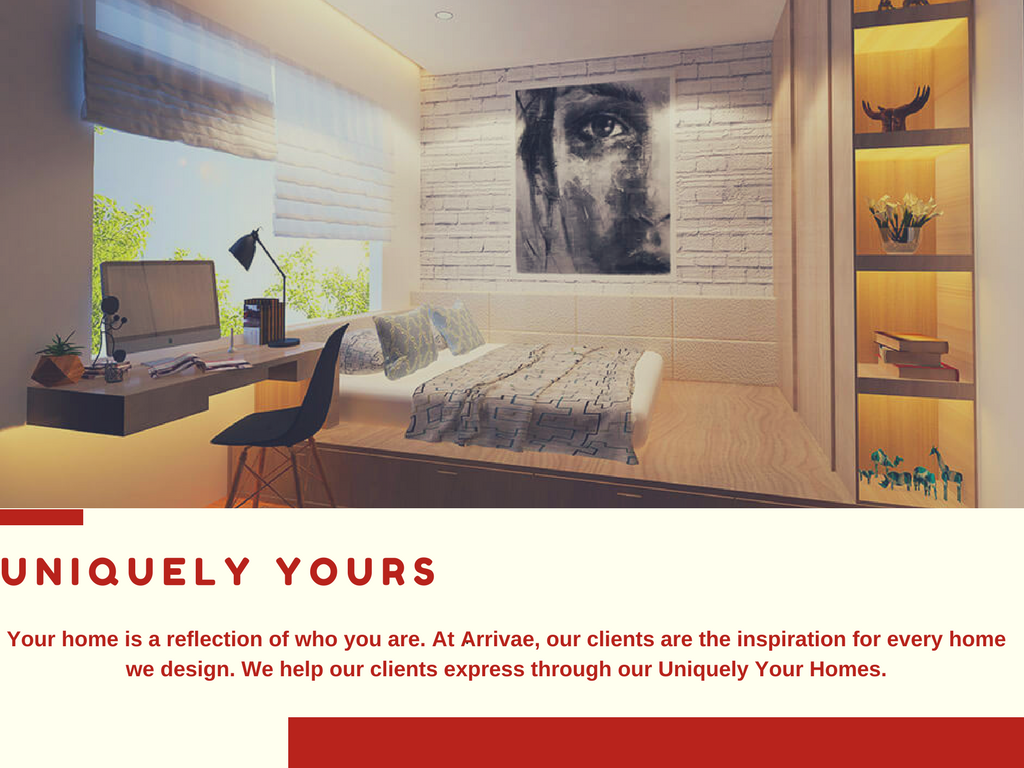 UNIQUELY YOURS
Your home is a reflection of who you are. At Arrivae, our clients are the inspiration for every home
we design. We help our clients express through our Uniquely Your Homes.